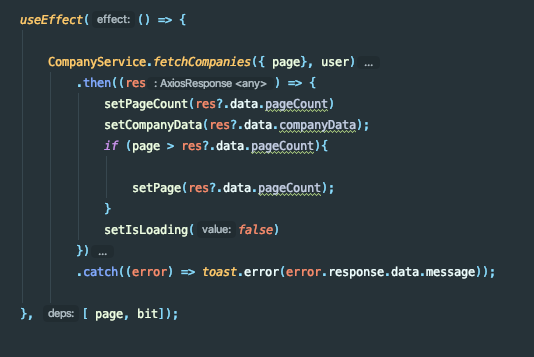 useEffect( effect: () => {
CompanyService.fetchCompanies({ page}, user) ...
.then((res : AxiosResponse <any> ) => {
setPageCount(res?.data.pageCount)
setCompanyData(res?.data.companyData);
if (page > res?.data.pageCount){
setPage(res?.data.pageCount);
}
setIsLoading( value: false)
}) ...
.catch((error) => toast.error(error.response.data.message));
}, deps: [ page, bit]);